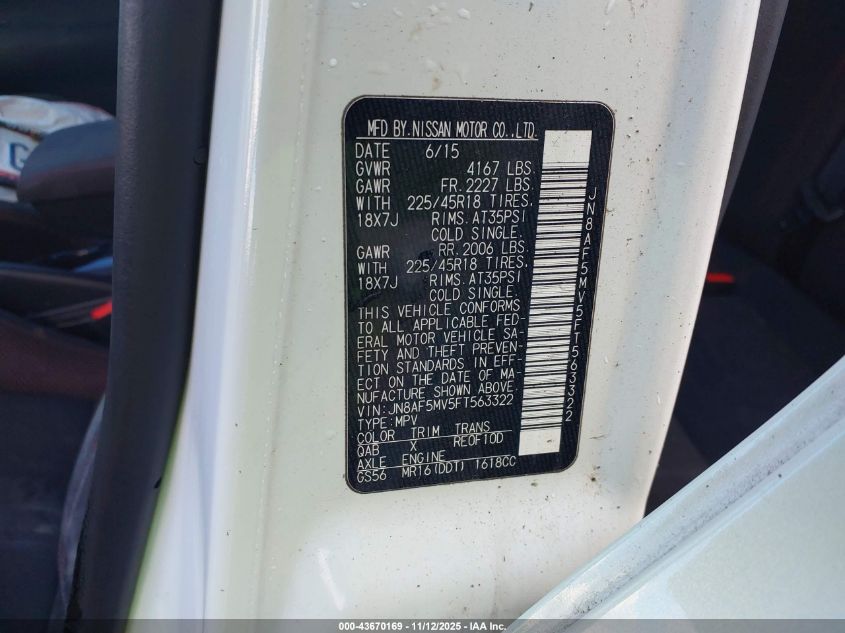 MFD BY.NISSAN MOTOR CO.,LTD.
DATE 6/15
GVWR 4167 LBS
GAWR FR. 2227 LBS
WITH 225/45R18 TIRES.
18X7J RIMS. AT35PSI
COLD SINGLE.
GAWR RR. 2006 LBS.
WITH 225/45R18 TIRES.
18X7J RIMS. AT35PSI
COLD SINGLE.
THIS VEHICLE CONFORMS
TO ALL APPLICABLE FED-
ERAL MOTOR VEHICLE SA-
FETY AND THEFT PREVEN-
TION STANDARDS IN EFF-
ECT ON THE DATE OF MA-
NUFACTURE SHOWN ABOVE.
VIN:JN8AF5MV5FT563322
TYPE:MPV
COLOR TRIM TRANS
QAB X RE0F10D
AXLE ENGINE
GS56 MR16(DDT) 1618CC
JN8AF5MV5FT563322
000-43670169 - 11/12/2025 - IAA Inc.